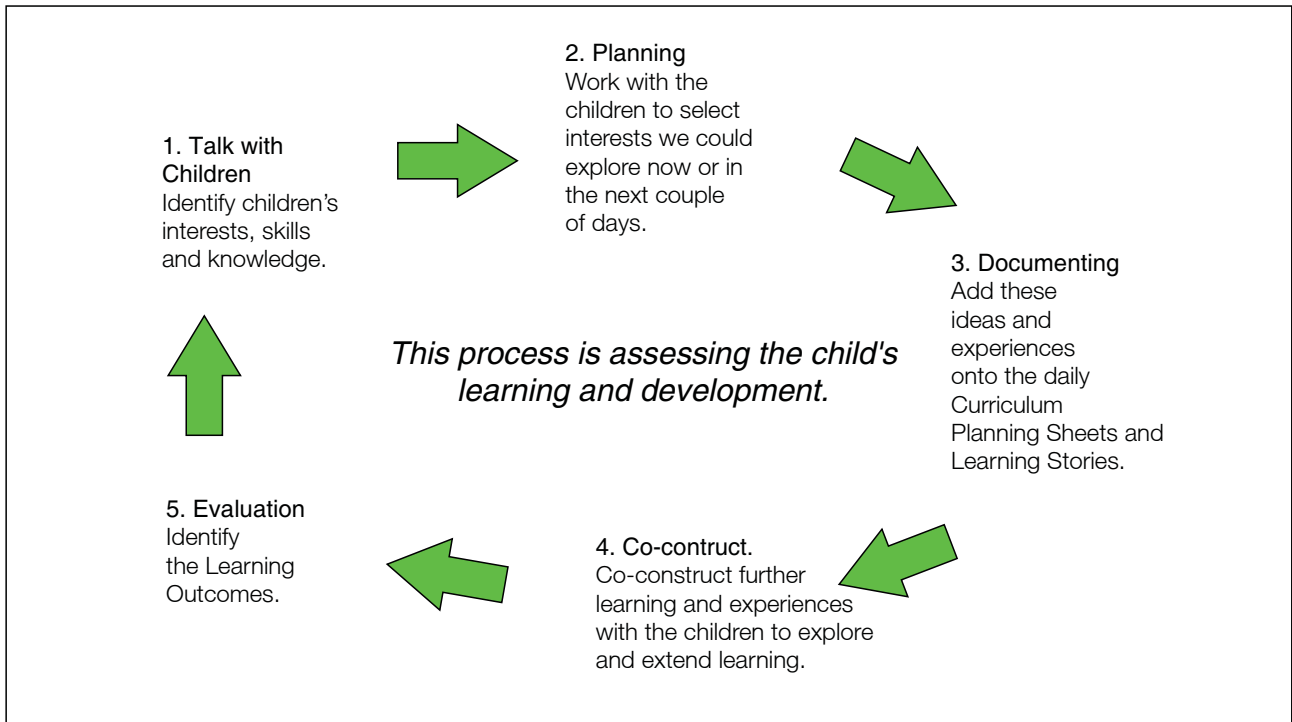 1. Talk with
Children
Identify children’s
interests, skills
and knowledge.
2. Planning
Work with the
children to select
interests we could
explore now or in
the next couple
of days.
3. Documenting
Add these
ideas and
experiences
onto the daily
Curriculum
Planning Sheets and
Learning Stories.
4. Co-contruct.
Co-construct further
learning and experiences
with the children to explore
and extend learning.
5. Evaluation
Identify
the Learning
Outcomes.
This process is assessing the child's
learning and development.